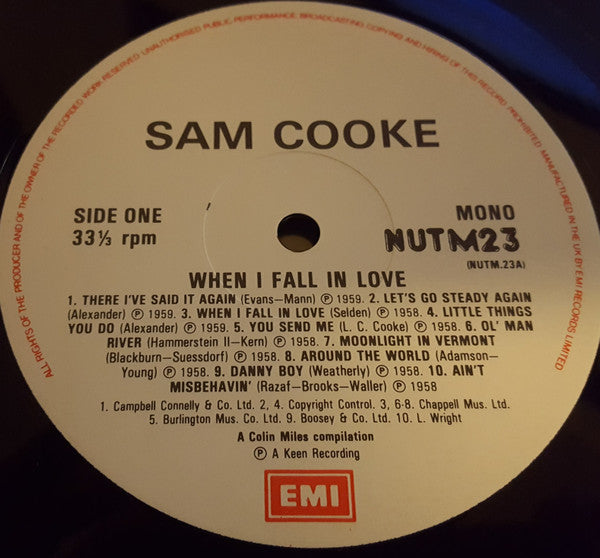 ALL RIGHTS OF THE PRODUCER AND OF THE OWNER OF THE RECORDED WORK RESERVED. UNAUTHORISED PUBLIC PERFORMANCE, BROADCASTING, COPYING AND HIRING OF THIS RECORD PROHIBITED. MANUFACTURED IN THE UK BY EMI RECORDS LIMITED
SAM COOKE
SIDE ONE
33⅓ rpm
MONO
NUTM23
(NUTM.23A)
WHEN I FALL IN LOVE
1. THERE I'VE SAID IT AGAIN (Evans—Mann) ℗ 1959. 2. LET'S GO STEADY AGAIN
(Alexander) ℗ 1959. 3. WHEN I FALL IN LOVE (Selden) ℗ 1958. 4. LITTLE THINGS
YOU DO (Alexander) ℗ 1959. 5. YOU SEND ME (L. C. Cooke) ℗ 1958. 6. OL' MAN
RIVER (Hammerstein II—Kern) ℗ 1958. 7. MOONLIGHT IN VERMONT
(Blackburn—Suessdorf) ℗ 1958. 8. AROUND THE WORLD (Adamson—
Young) ℗ 1958. 9. DANNY BOY (Weatherly) ℗ 1958. 10. AIN'T
MISBEHAVIN' (Razaf—Brooks—Waller) ℗ 1958
1. Campbell Connelly & Co. Ltd. 2, 4. Copyright Control. 3, 6-8. Chappell Mus. Ltd.
5. Burlington Mus. Co. Ltd. 9. Boosey & Co. Ltd. 10. L. Wright
A Colin Miles compilation
℗ A Keen Recording
EMI